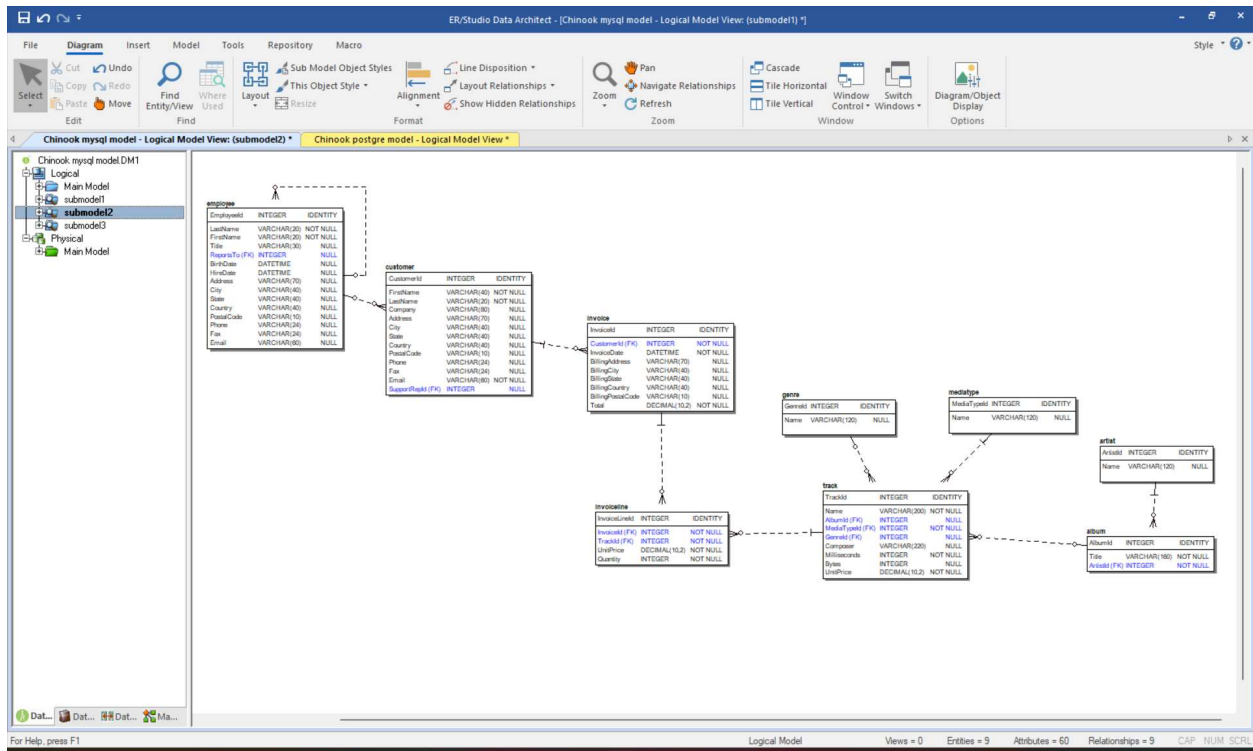 ER/Studio Data Architect - [Chinook mysql model - Logical Model View: (submodel1) *]
File Diagram Insert Model Tools Repository Macro Style
Select
Cut Undo
Copy Redo
Paste Move
Edit
Find Entity/View
Where Used
Find
Layout
Sub Model Object Styles
This Object Style
Resize
Alignment
Line Disposition
Layout Relationships
Show Hidden Relationships
Format
Zoom
Pan
Navigate Relationships
Refresh
Zoom
Cascade
Tile Horizontal
Tile Vertical
Window Control
Switch Windows
Window
Diagram/Object Display
Options
Chinook mysql model - Logical Model View: (submodel2) * Chinook postgre model - Logical Model View *
Chinook mysql model.DM1
Logical
Main Model
submodel1
submodel2
submodel3
Physical
Main Model
employee
EmployeeId INTEGER IDENTITY
LastName VARCHAR(20) NOT NULL
FirstName VARCHAR(20) NOT NULL
Title VARCHAR(30) NULL
ReportsTo (FK) INTEGER NULL
BirthDate DATETIME NULL
HireDate DATETIME NULL
Address VARCHAR(70) NULL
City VARCHAR(40) NULL
State VARCHAR(40) NULL
Country VARCHAR(40) NULL
PostalCode VARCHAR(10) NULL
Phone VARCHAR(24) NULL
Fax VARCHAR(24) NULL
Email VARCHAR(60) NULL
customer
CustomerId INTEGER IDENTITY
FirstName VARCHAR(40) NOT NULL
LastName VARCHAR(20) NOT NULL
Company VARCHAR(80) NULL
Address VARCHAR(70) NULL
City VARCHAR(40) NULL
State VARCHAR(40) NULL
Country VARCHAR(40) NULL
PostalCode VARCHAR(10) NULL
Phone VARCHAR(24) NULL
Fax VARCHAR(24) NULL
Email VARCHAR(60) NOT NULL
SupportRepId (FK) INTEGER NULL
invoice
InvoiceId INTEGER IDENTITY
CustomerId (FK) INTEGER NOT NULL
InvoiceDate DATETIME NOT NULL
BillingAddress VARCHAR(70) NULL
BillingCity VARCHAR(40) NULL
BillingState VARCHAR(40) NULL
BillingCountry VARCHAR(40) NULL
BillingPostalCode VARCHAR(10) NULL
Total DECIMAL(10,2) NOT NULL
genre
GenreId INTEGER IDENTITY
Name VARCHAR(120) NULL
mediatype
MediaTypeId INTEGER IDENTITY
Name VARCHAR(120) NULL
artist
ArtistId INTEGER IDENTITY
Name VARCHAR(120) NULL
invoiceline
InvoiceLineId INTEGER IDENTITY
InvoiceId (FK) INTEGER NOT NULL
TrackId (FK) INTEGER NOT NULL
UnitPrice DECIMAL(10,2) NOT NULL
Quantity INTEGER NOT NULL
track
TrackId INTEGER IDENTITY
Name VARCHAR(200) NOT NULL
AlbumId (FK) INTEGER NULL
MediaTypeId (FK) INTEGER NOT NULL
GenreId (FK) INTEGER NULL
Composer VARCHAR(220) NULL
Milliseconds INTEGER NOT NULL
Bytes INTEGER NULL
UnitPrice DECIMAL(10,2) NOT NULL
album
AlbumId INTEGER IDENTITY
Title VARCHAR(160) NOT NULL
ArtistId (FK) INTEGER NOT NULL
Dat... Dat... Dat... Ma...
For Help, press F1 Logical Model Views = 0 Entities = 9 Attributes = 60 Relationships = 9 CAP NUM SCRL